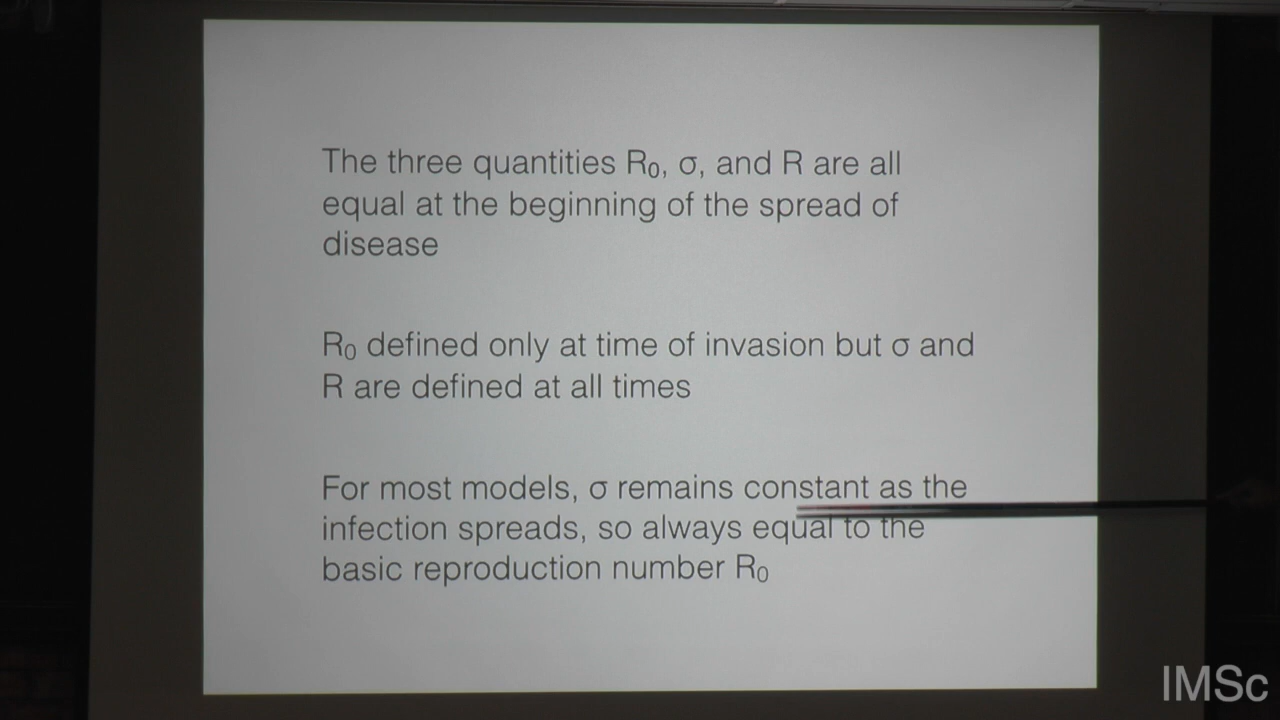 The three quantities R₀, σ, and R are all
equal at the beginning of the spread of
disease
R₀ defined only at time of invasion but σ and
R are defined at all times
For most models, σ remains constant as the
infection spreads, so always equal to the
basic reproduction number R₀
IMSc